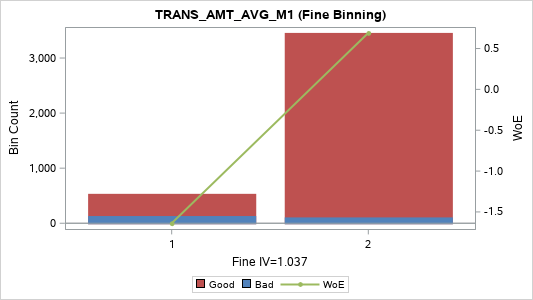 TRANS_AMT_AVG_M1 (Fine Binning)
3,000
2,000
1,000
0
Bin Count
0.5
0.0
-0.5
-1.0
-1.5
WoE
1
2
Fine IV=1.037
Good
Bad
WoE